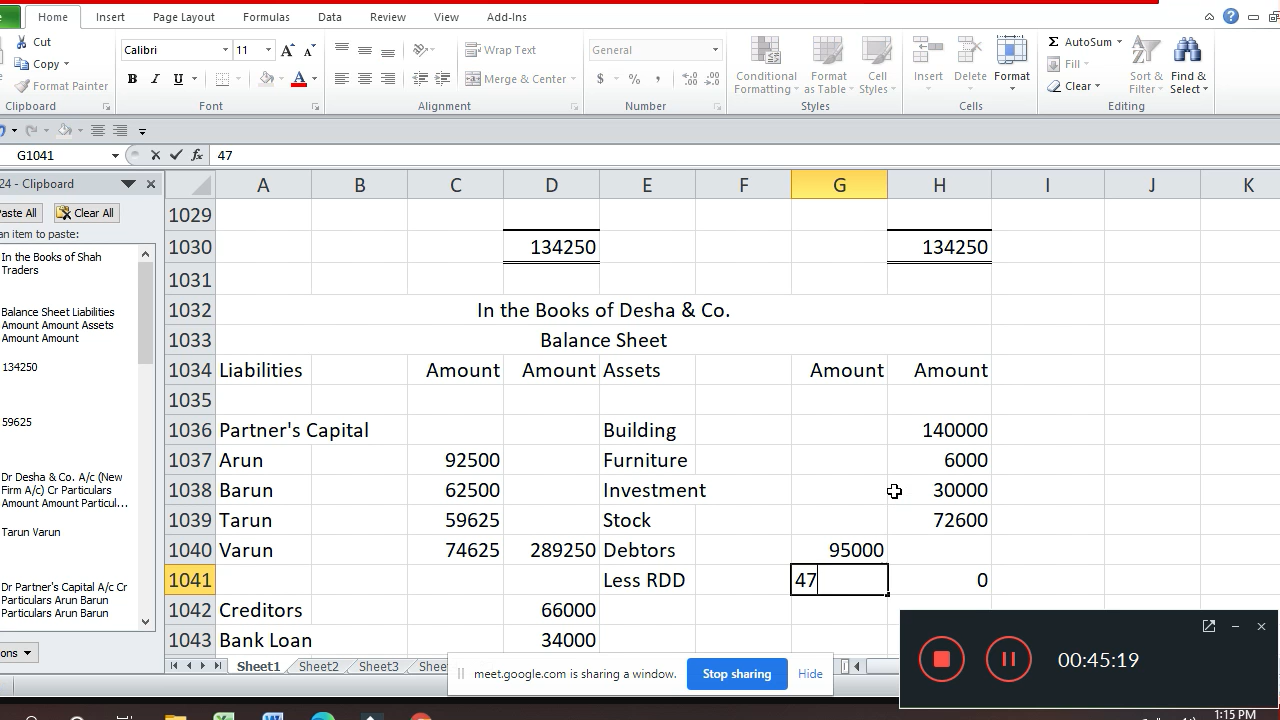 Home Insert Page Layout Formulas Data Review View Add-Ins
Cut
Copy
Format Painter
Clipboard
Calibri 11
B I U
Font
Wrap Text
Merge & Center
Alignment
General
$ % ,
Number
Conditional Formatting
Format as Table
Cell Styles
Styles
Insert Delete Format
Cells
AutoSum
Fill
Clear
Editing
Sort & Filter
Find & Select
G1041 fx 47
24 - Clipboard
Paste All Clear All
an item to paste:
In the Books of Shah
Traders
Balance Sheet Liabilities
Amount Amount Assets
Amount Amount
134250
59625
Dr Desha & Co. A/c (New
Firm A/c) Cr Particulars
Amount Amount Particul...
Tarun Varun
Dr Partner's Capital A/c Cr
Particulars Arun Barun
Particulars Arun Barun
ons
A B C D E F G H I J K
1029
1030 134250 134250
1031
1032 In the Books of Desha & Co.
1033 Balance Sheet
1034 Liabilities Amount Amount Assets Amount Amount
1035
1036 Partner's Capital Building 140000
1037 Arun 92500 Furniture 6000
1038 Barun 62500 Investment 30000
1039 Tarun 59625 Stock 72600
1040 Varun 74625 289250 Debtors 95000
1041 Less RDD 47 0
1042 Creditors 66000
1043 Bank Loan 34000
Sheet1 Sheet2 Sheet3 Shee
meet.google.com is sharing a window. Stop sharing Hide
00:45:19
1:15 PM